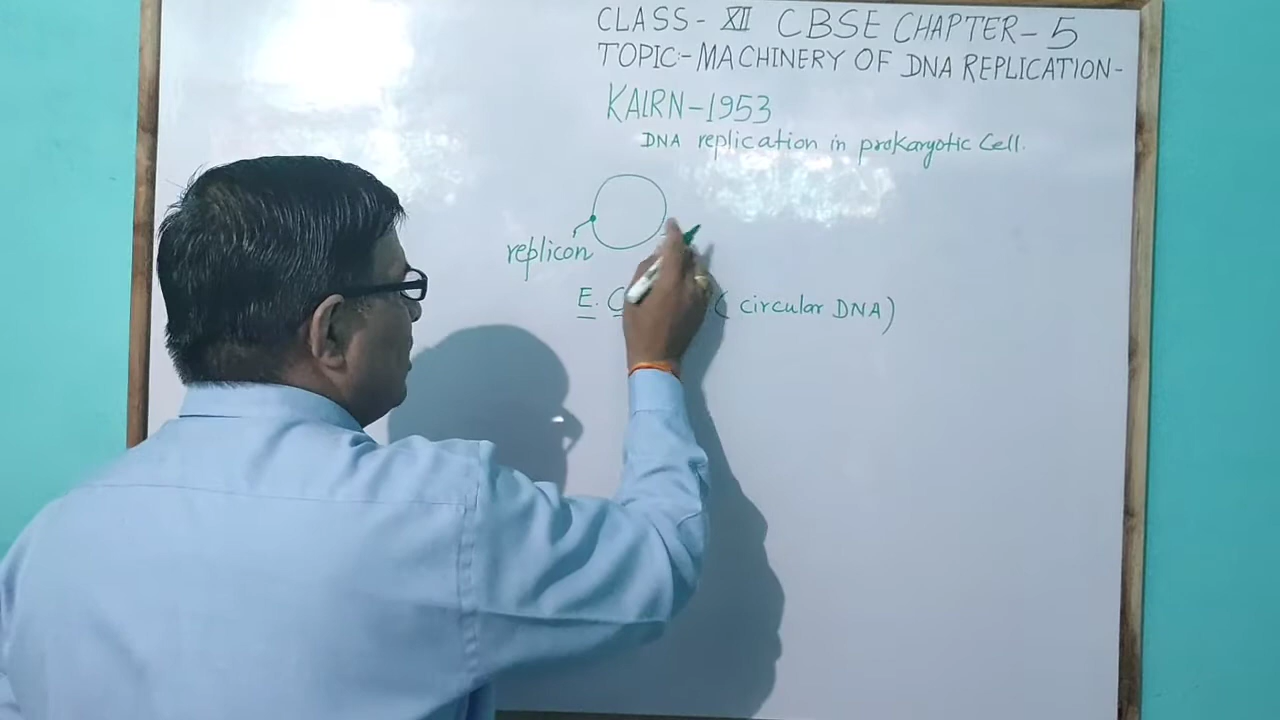 CLASS- XII CBSE CHAPTER-5
TOPIC:-MACHINERY OF DNA REPLICATION-
KAIRN-1953
DNA replication in prokaryotic Cell.
replicon
E. C ( circular DNA)